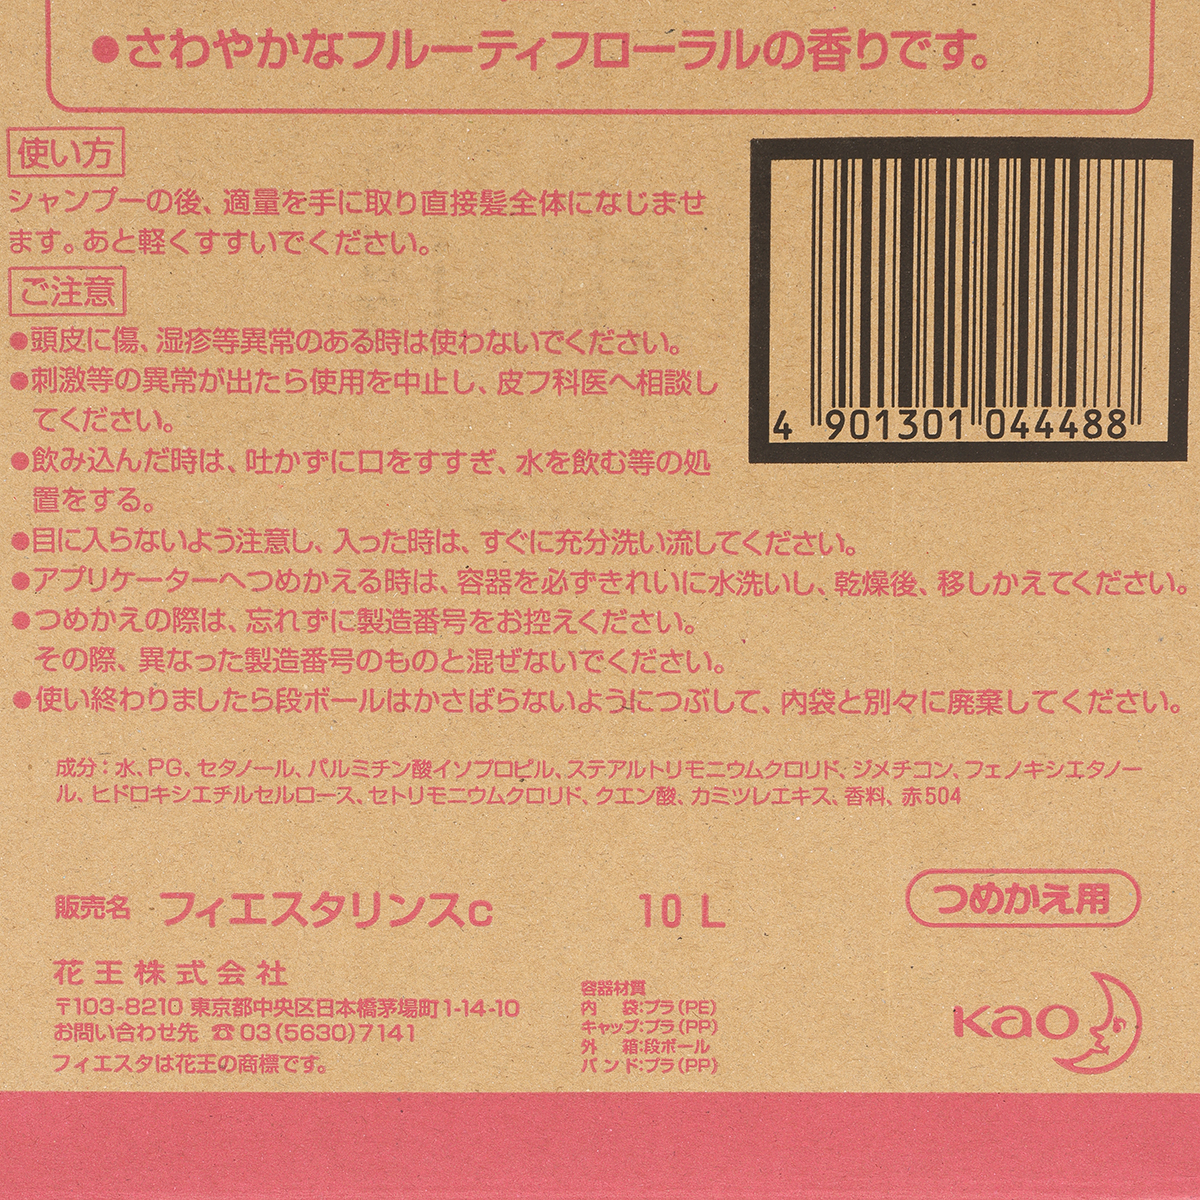 ●さわやかなフルーティフローラルの香りです。
使い方
シャンプーの後、適量を手に取り直接髪全体になじませ
ます。あと軽くすすいでください。
ご注意
●頭皮に傷、湿疹等異常のある時は使わないでください。
●刺激等の異常が出たら使用を中止し、皮フ科医へ相談し
てください。
●飲み込んだ時は、吐かずに口をすすぎ、水を飲む等の処
置をする。
●目に入らないよう注意し、入った時は、すぐに充分洗い流してください。
●アプリケーターへつめかえる時は、容器を必ずきれいに水洗いし、乾燥後、移しかえてください。
●つめかえの際は、忘れずに製造番号をお控えください。
その際、異なった製造番号のものと混ぜないでください。
●使い終わりましたら段ボールはかさばらないようにつぶして、内袋と別々に廃棄してください。
4 901301 044488
成分：水、PG、セタノール、パルミチン酸イソプロピル、ステアルトリモニウムクロリド、ジメチコン、フェノキシエタノー
ル、ヒドロキシエチルセルロース、セトリモニウムクロリド、クエン酸、カミツレエキス、香料、赤504
販売名 フィエスタリンスc 10 L
つめかえ用
花王株式会社
〒103-8210 東京都中央区日本橋茅場町1-14-10
お問い合わせ先 ☎03(5630)7141
フィエスタは花王の商標です。
容器材質
内 袋:プラ(PE)
キャップ:プラ(PP)
外 箱:段ボール
バンド:プラ(PP)
Kao